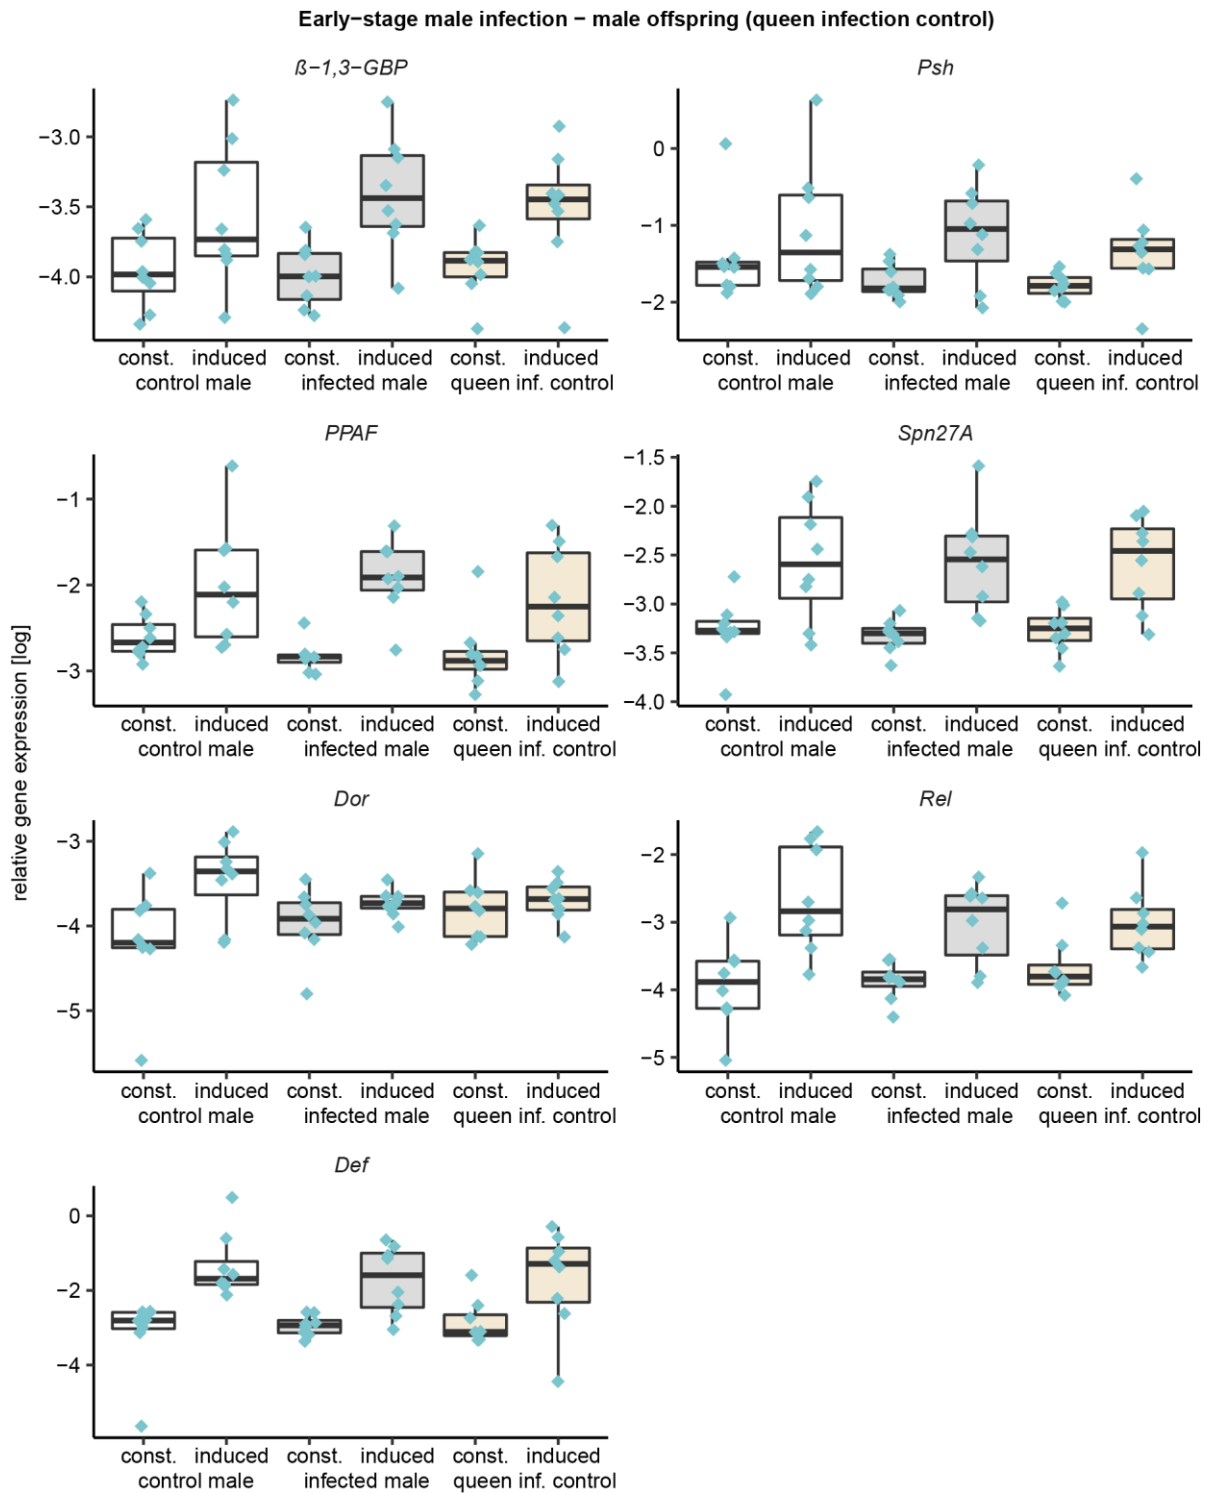 Early−stage male infection − male offspring (queen infection control)
relative gene expression [log]
ß−1,3−GBP
−3.0
−3.5
−4.0
const. induced const. induced const. induced
control male infected male queen inf. control
Psh
0
−1
−2
const. induced const. induced const. induced
control male infected male queen inf. control
PPAF
−1
−2
−3
const. induced const. induced const. induced
control male infected male queen inf. control
Spn27A
−1.5
−2.0
−2.5
−3.0
−3.5
−4.0
const. induced const. induced const. induced
control male infected male queen inf. control
Dor
−3
−4
−5
const. induced const. induced const. induced
control male infected male queen inf. control
Rel
−2
−3
−4
−5
const. induced const. induced const. induced
control male infected male queen inf. control
Def
0
−2
−4
const. induced const. induced const. induced
control male infected male queen inf. control